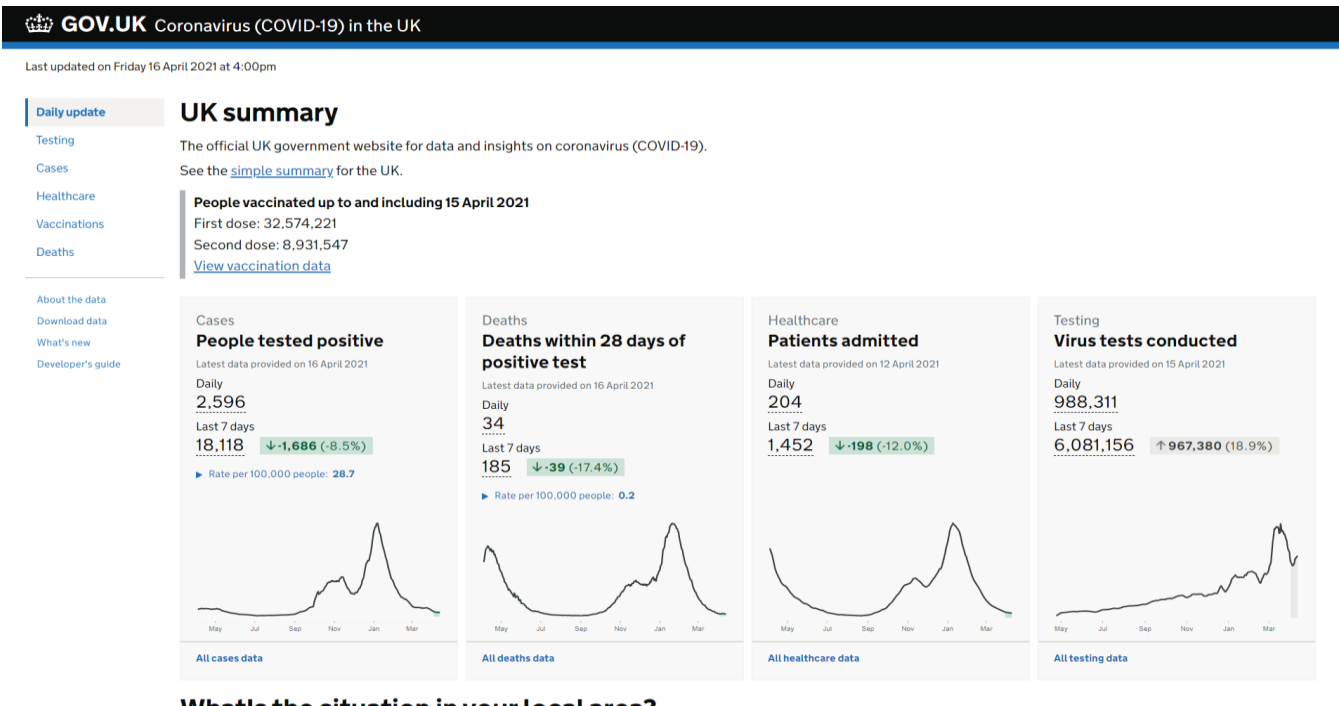 GOV.UK Coronavirus (COVID-19) in the UK
Last updated on Friday 16 April 2021 at 4:00pm
Daily update
Testing
Cases
Healthcare
Vaccinations
Deaths
About the data
Download data
What's new
Developer's guide
UK summary
The official UK government website for data and insights on coronavirus (COVID-19).
See the simple summary for the UK.
People vaccinated up to and including 15 April 2021
First dose: 32,574,221
Second dose: 8,931,547
View vaccination data
Cases
People tested positive
Latest data provided on 16 April 2021
Daily
2,596
Last 7 days
18,118 ↓ -1,686 (-8.5%)
▶ Rate per 100,000 people: 28.7
May Jul Sep Nov Jan Mar
All cases data
Deaths
Deaths within 28 days of
positive test
Latest data provided on 16 April 2021
Daily
34
Last 7 days
185 ↓ -39 (-17.4%)
▶ Rate per 100,000 people: 0.2
May Jul Sep Nov Jan Mar
All deaths data
Healthcare
Patients admitted
Latest data provided on 12 April 2021
Daily
204
Last 7 days
1,452 ↓ -198 (-12.0%)
May Jul Sep Nov Jan Mar
All healthcare data
Testing
Virus tests conducted
Latest data provided on 15 April 2021
Daily
988,311
Last 7 days
6,081,156 ↑ 967,380 (18.9%)
May Jul Sep Nov Jan Mar
All testing data
What's the situation in your local area?